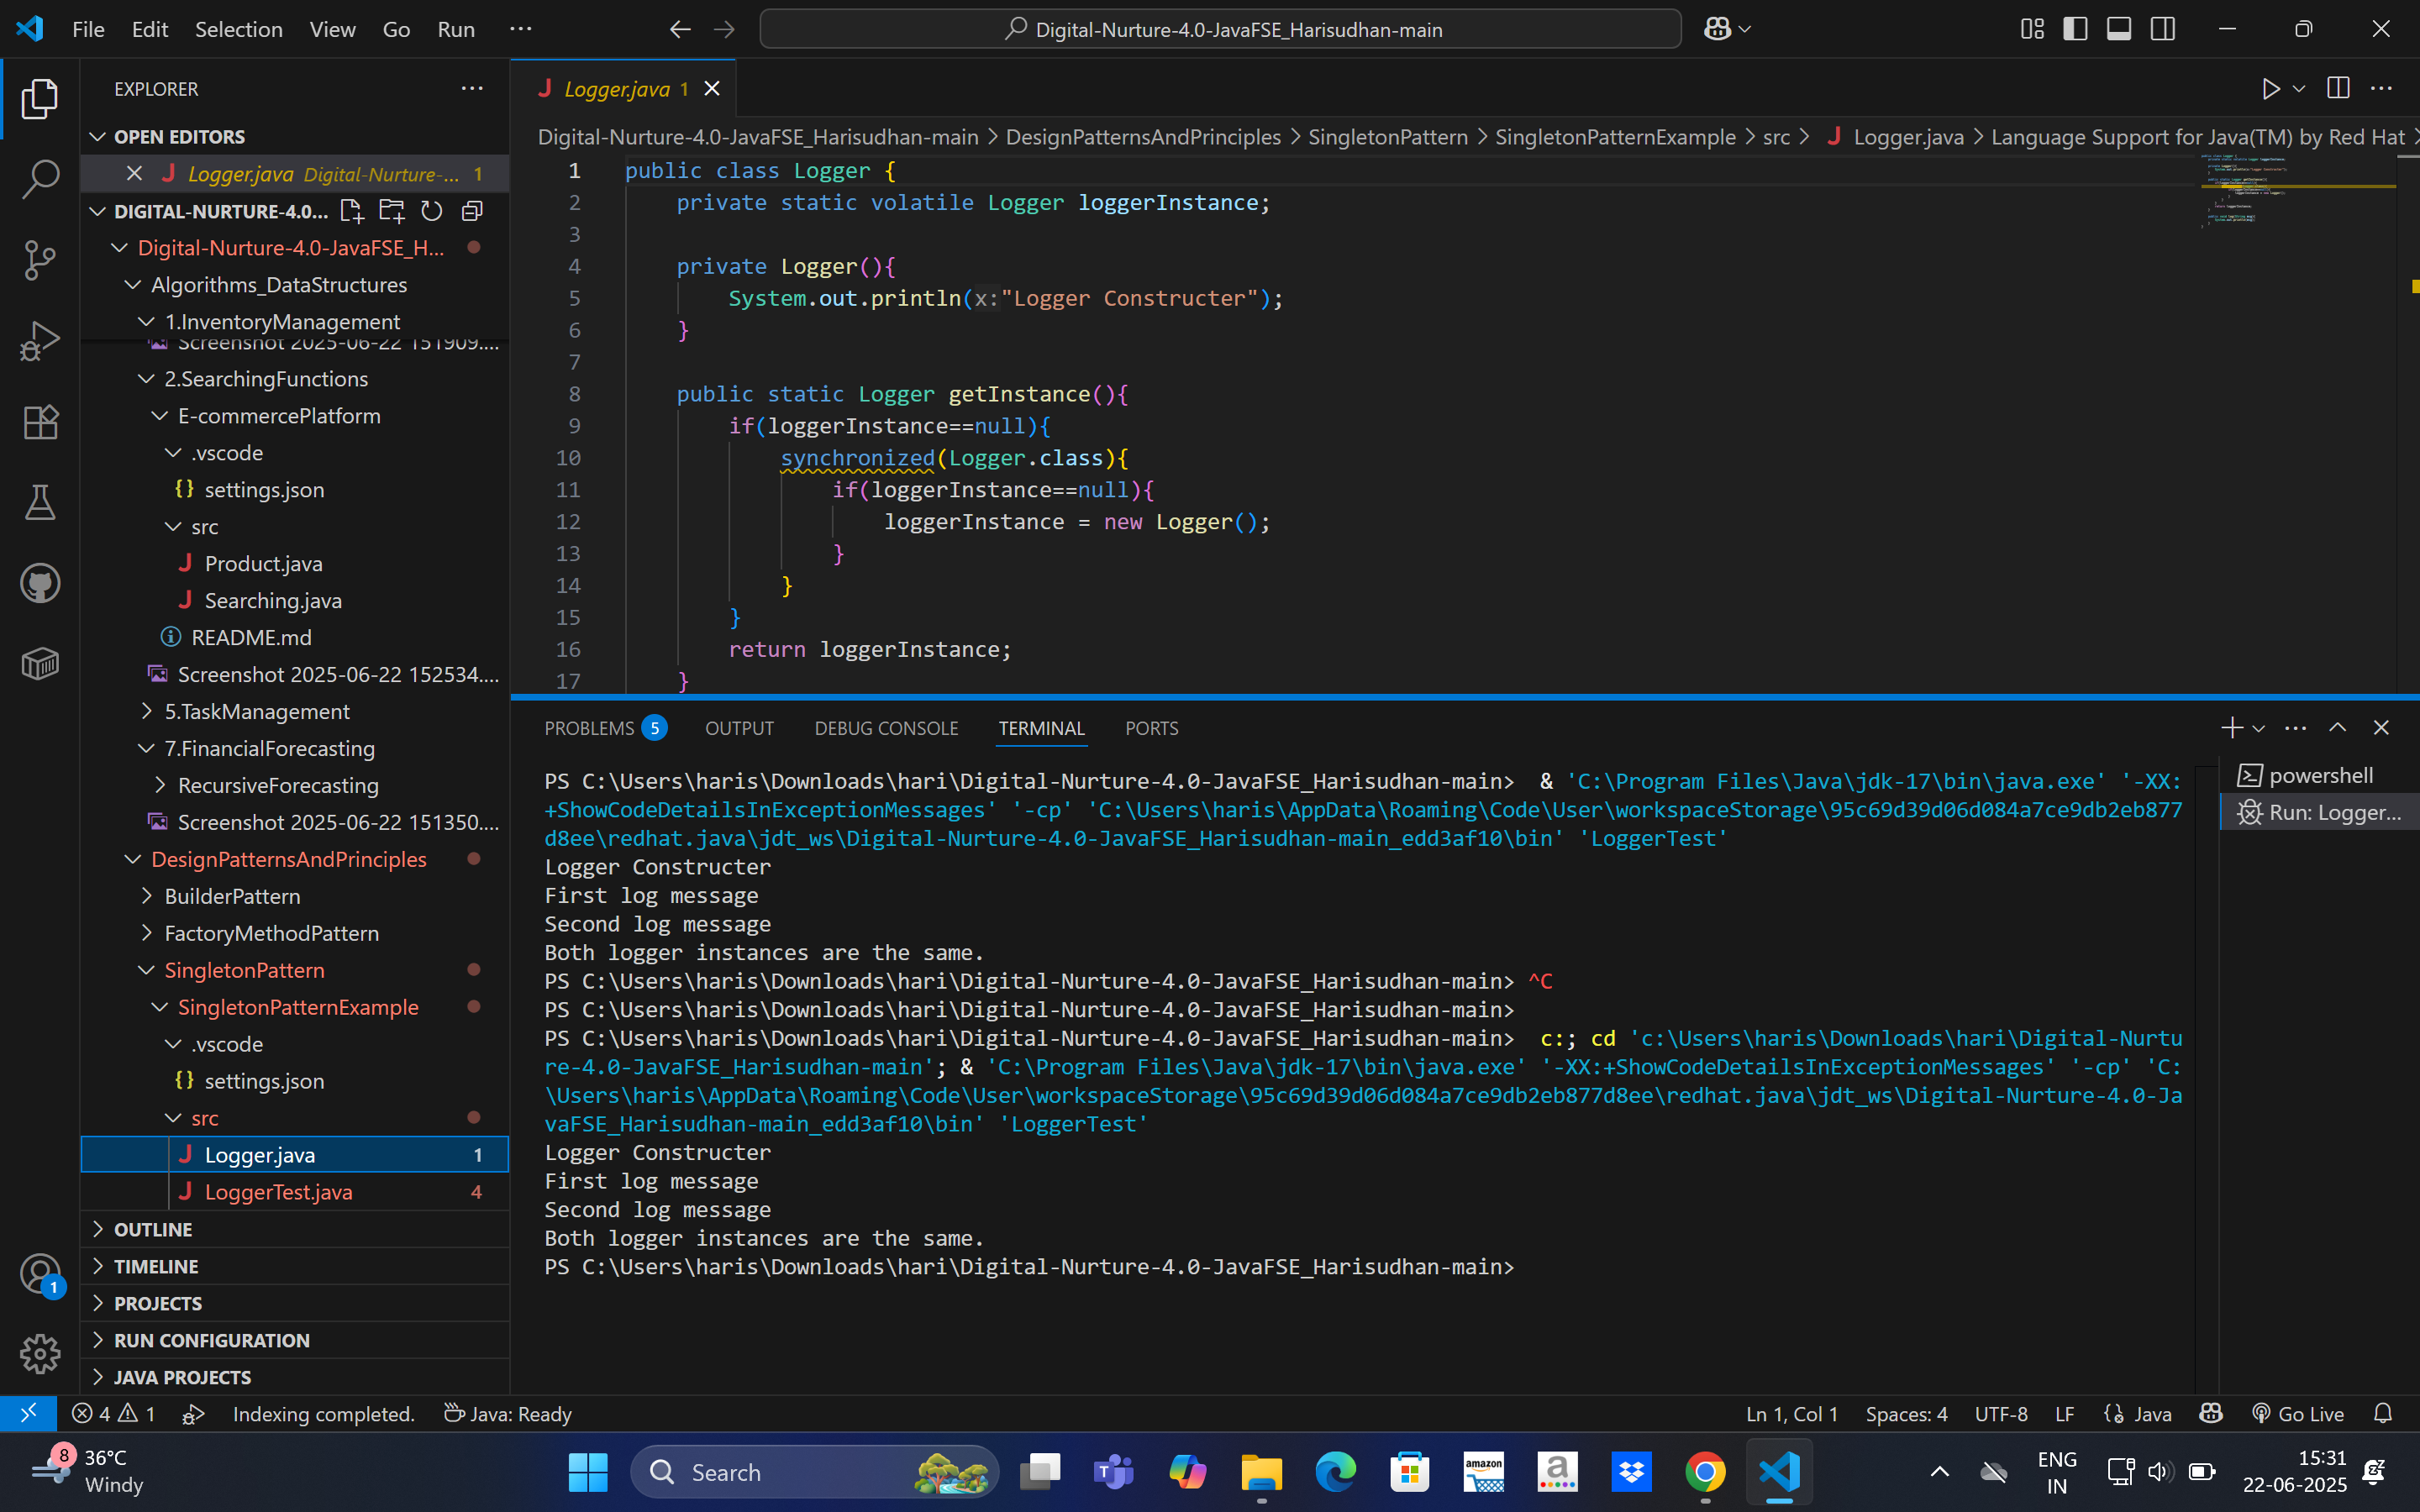 File Edit Selection View Go Run ···
Digital-Nurture-4.0-JavaFSE_Harisudhan-main
EXPLORER
OPEN EDITORS
Logger.java Digital-Nurture-... 1
DIGITAL-NURTURE-4.0...
Digital-Nurture-4.0-JavaFSE_H...
Algorithms_DataStructures
1.InventoryManagement
Screenshot 2025-06-22 151909....
2.SearchingFunctions
E-commercePlatform
.vscode
{} settings.json
src
J Product.java
J Searching.java
README.md
Screenshot 2025-06-22 152534....
5.TaskManagement
7.FinancialForecasting
RecursiveForecasting
Screenshot 2025-06-22 151350....
DesignPatternsAndPrinciples
BuilderPattern
FactoryMethodPattern
SingletonPattern
SingletonPatternExample
.vscode
{} settings.json
src
J Logger.java 1
J LoggerTest.java 4
OUTLINE
TIMELINE
PROJECTS
RUN CONFIGURATION
JAVA PROJECTS
1
J Logger.java 1
Digital-Nurture-4.0-JavaFSE_Harisudhan-main > DesignPatternsAndPrinciples > SingletonPattern > SingletonPatternExample > src > J Logger.java > Language Support for Java(TM) by Red Hat >
1 public class Logger {
2 private static volatile Logger loggerInstance;
3
4 private Logger(){
5 System.out.println(x:"Logger Constructer");
6 }
7
8 public static Logger getInstance(){
9 if(loggerInstance==null){
10 synchronized(Logger.class){
11 if(loggerInstance==null){
12 loggerInstance = new Logger();
13 }
14 }
15 }
16 return loggerInstance;
17 }
PROBLEMS 5 OUTPUT DEBUG CONSOLE TERMINAL PORTS
PS C:\Users\haris\Downloads\hari\Digital-Nurture-4.0-JavaFSE_Harisudhan-main>  & 'C:\Program Files\Java\jdk-17\bin\java.exe' '-XX:
+ShowCodeDetailsInExceptionMessages' '-cp' 'C:\Users\haris\AppData\Roaming\Code\User\workspaceStorage\95c69d39d06d084a7ce9db2eb877
d8ee\redhat.java\jdt_ws\Digital-Nurture-4.0-JavaFSE_Harisudhan-main_edd3af10\bin' 'LoggerTest'
Logger Constructer
First log message
Second log message
Both logger instances are the same.
PS C:\Users\haris\Downloads\hari\Digital-Nurture-4.0-JavaFSE_Harisudhan-main> ^C
PS C:\Users\haris\Downloads\hari\Digital-Nurture-4.0-JavaFSE_Harisudhan-main>
PS C:\Users\haris\Downloads\hari\Digital-Nurture-4.0-JavaFSE_Harisudhan-main>  c:; cd 'c:\Users\haris\Downloads\hari\Digital-Nurtu
re-4.0-JavaFSE_Harisudhan-main'; & 'C:\Program Files\Java\jdk-17\bin\java.exe' '-XX:+ShowCodeDetailsInExceptionMessages' '-cp' 'C:
\Users\haris\AppData\Roaming\Code\User\workspaceStorage\95c69d39d06d084a7ce9db2eb877d8ee\redhat.java\jdt_ws\Digital-Nurture-4.0-Ja
vaFSE_Harisudhan-main_edd3af10\bin' 'LoggerTest'
Logger Constructer
First log message
Second log message
Both logger instances are the same.
PS C:\Users\haris\Downloads\hari\Digital-Nurture-4.0-JavaFSE_Harisudhan-main>
powershell
Run: Logger...
4 1 Indexing completed. Java: Ready
Ln 1, Col 1 Spaces: 4 UTF-8 LF {} Java Go Live
8 36°C
Windy
Search
amazon
a
ENG
IN
15:31
22-06-2025